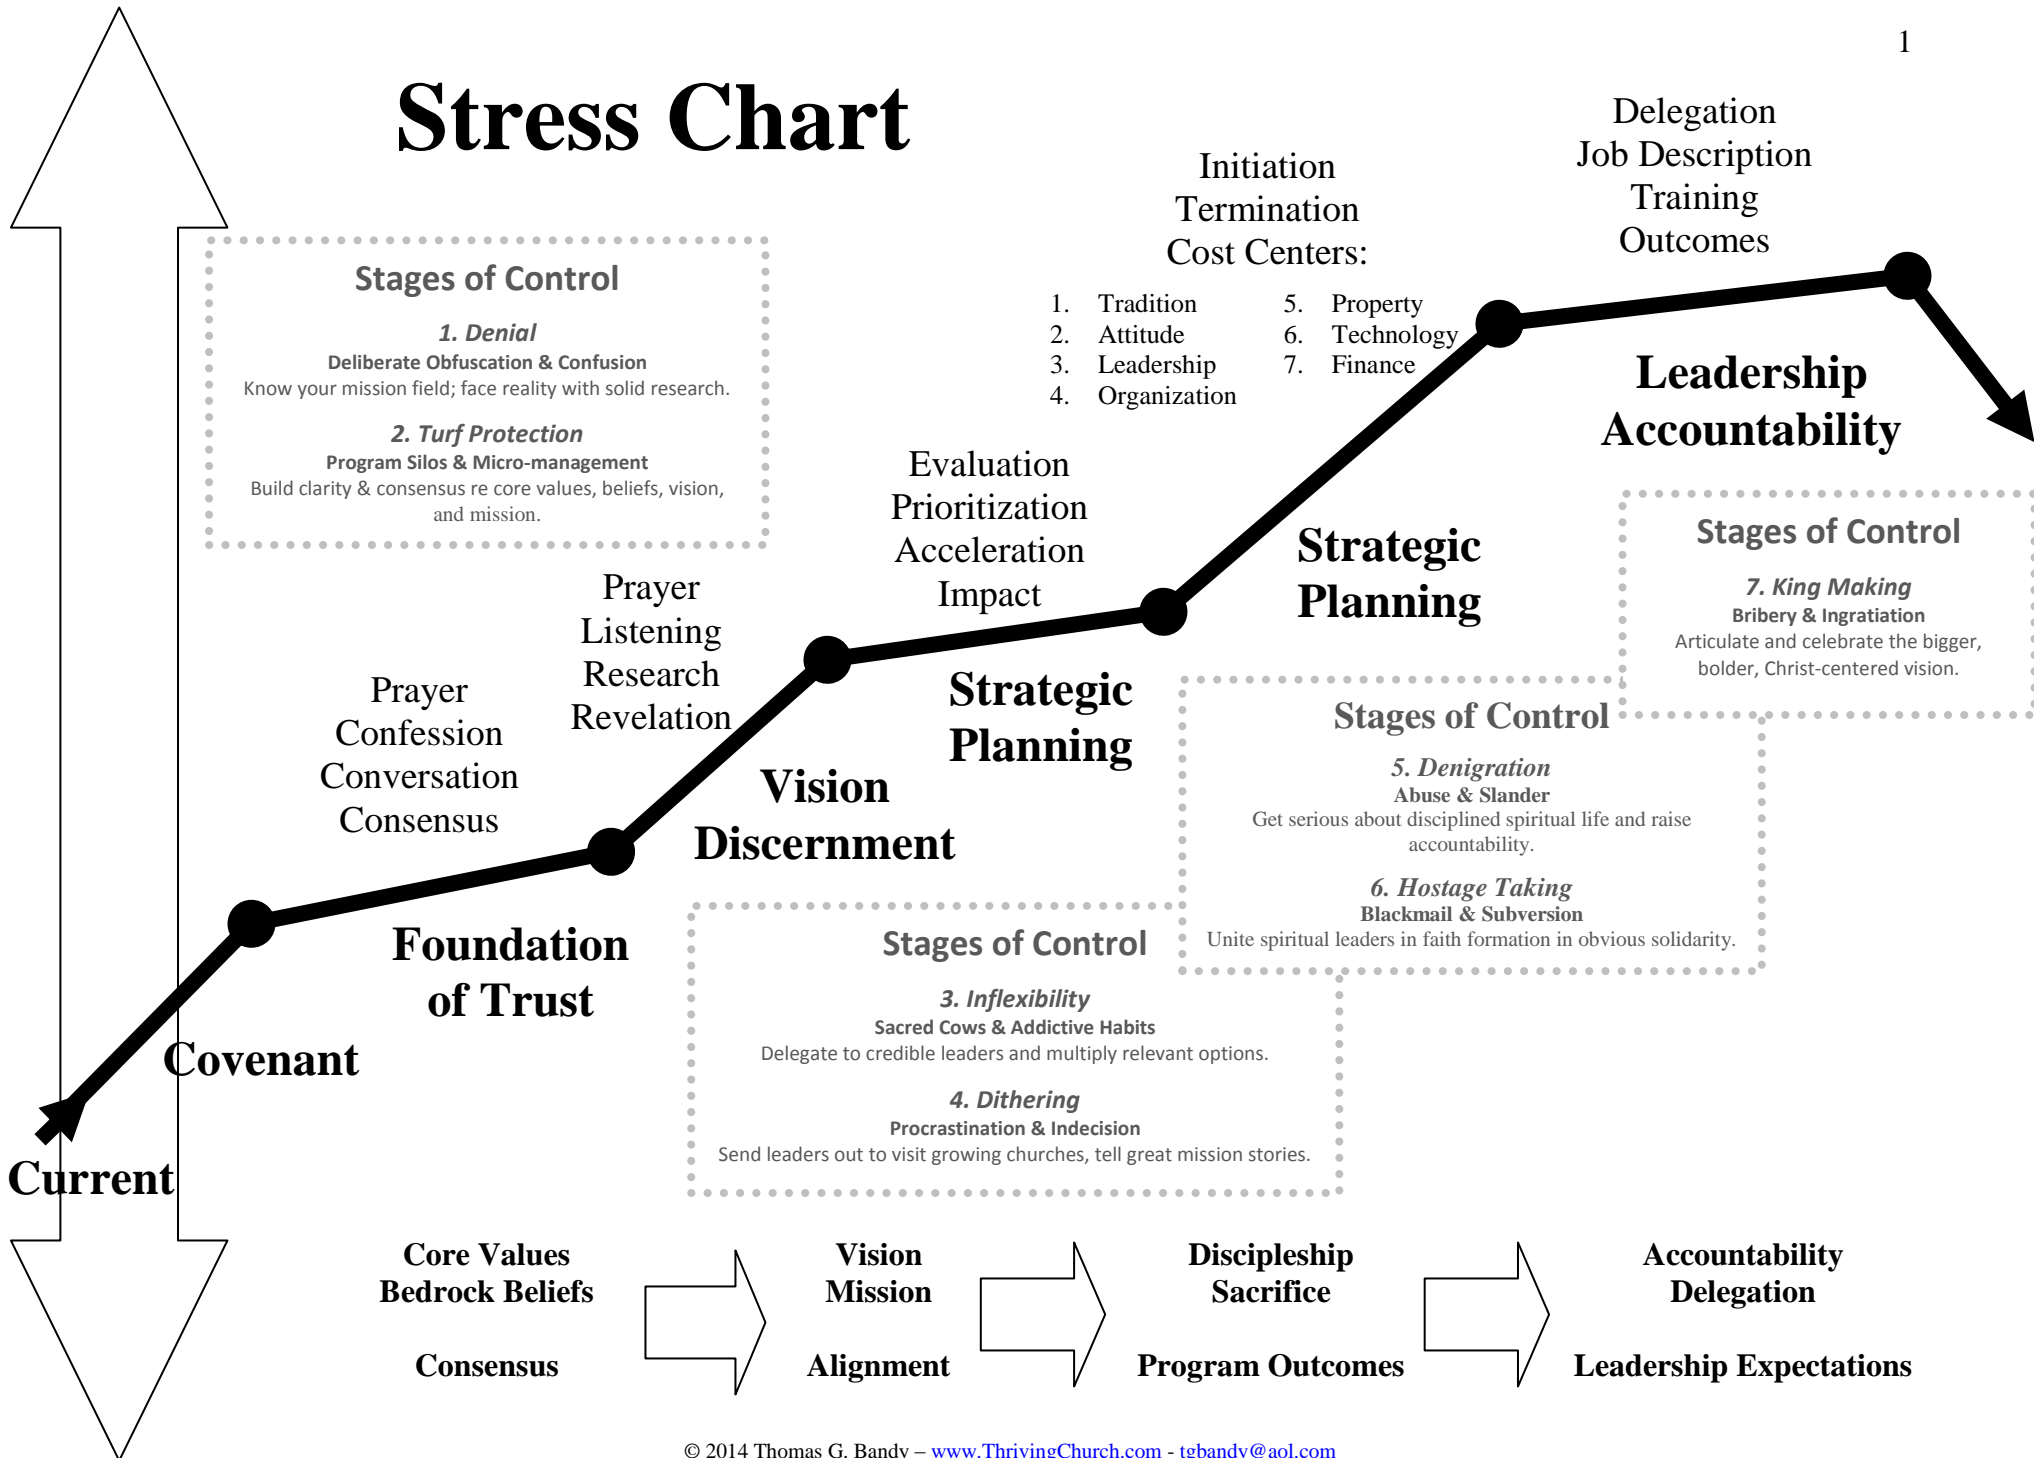 1
Stress Chart
Delegation
Job Description
Training
Outcomes
Initiation
Termination
Cost Centers:
1. Tradition
2. Attitude
3. Leadership
4. Organization
5. Property
6. Technology
7. Finance
Stages of Control
1. Denial
Deliberate Obfuscation & Confusion
Know your mission field; face reality with solid research.
2. Turf Protection
Program Silos & Micro-management
Build clarity & consensus re core values, beliefs, vision,
and mission.
Leadership
Accountability
Evaluation
Prioritization
Acceleration
Impact
Strategic
Planning
Stages of Control
7. King Making
Bribery & Ingratiation
Articulate and celebrate the bigger,
bolder, Christ-centered vision.
Prayer
Listening
Research
Revelation
Prayer
Confession
Conversation
Consensus
Strategic
Planning
Stages of Control
5. Denigration
Abuse & Slander
Get serious about disciplined spiritual life and raise
accountability.
6. Hostage Taking
Blackmail & Subversion
Unite spiritual leaders in faith formation in obvious solidarity.
Vision
Discernment
Foundation
of Trust
Stages of Control
3. Inflexibility
Sacred Cows & Addictive Habits
Delegate to credible leaders and multiply relevant options.
4. Dithering
Procrastination & Indecision
Send leaders out to visit growing churches, tell great mission stories.
Covenant
Current
Core Values
Bedrock Beliefs
Consensus
Vision
Mission
Alignment
Discipleship
Sacrifice
Program Outcomes
Accountability
Delegation
Leadership Expectations
© 2014 Thomas G. Bandy – www.ThrivingChurch.com - tgbandy@aol.com